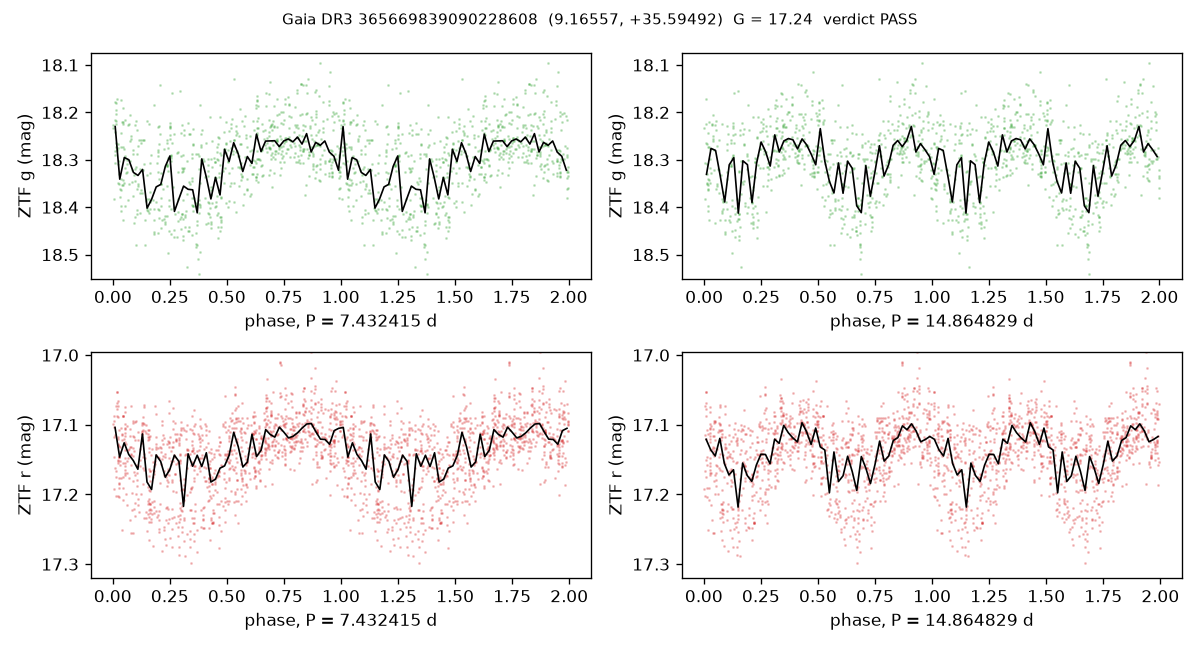 Gaia DR3 365669839090228608  (9.16557, +35.59492)  G = 17.24  verdict PASS
ZTF g (mag)
18.1
18.2
18.3
18.4
18.5
0.00 0.25 0.50 0.75 1.00 1.25 1.50 1.75 2.00
phase, P = 7.432415 d
ZTF g (mag)
18.1
18.2
18.3
18.4
18.5
0.00 0.25 0.50 0.75 1.00 1.25 1.50 1.75 2.00
phase, P = 14.864829 d
ZTF r (mag)
17.0
17.1
17.2
17.3
0.00 0.25 0.50 0.75 1.00 1.25 1.50 1.75 2.00
phase, P = 7.432415 d
ZTF r (mag)
17.0
17.1
17.2
17.3
0.00 0.25 0.50 0.75 1.00 1.25 1.50 1.75 2.00
phase, P = 14.864829 d